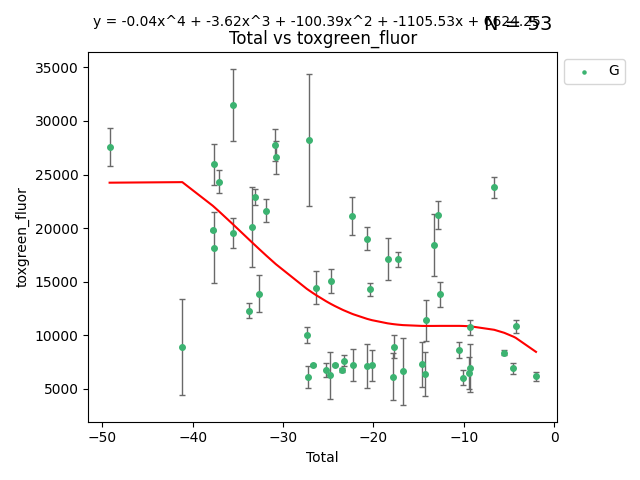 y = -0.04x^4 + -3.62x^3 + -100.39x^2 + -1105.53x + 6624.25
N = 53
Total vs toxgreen_fluor
G
35000
30000
25000
20000
15000
10000
5000
toxgreen_fluor
−50 −40 −30 −20 −10 0
Total